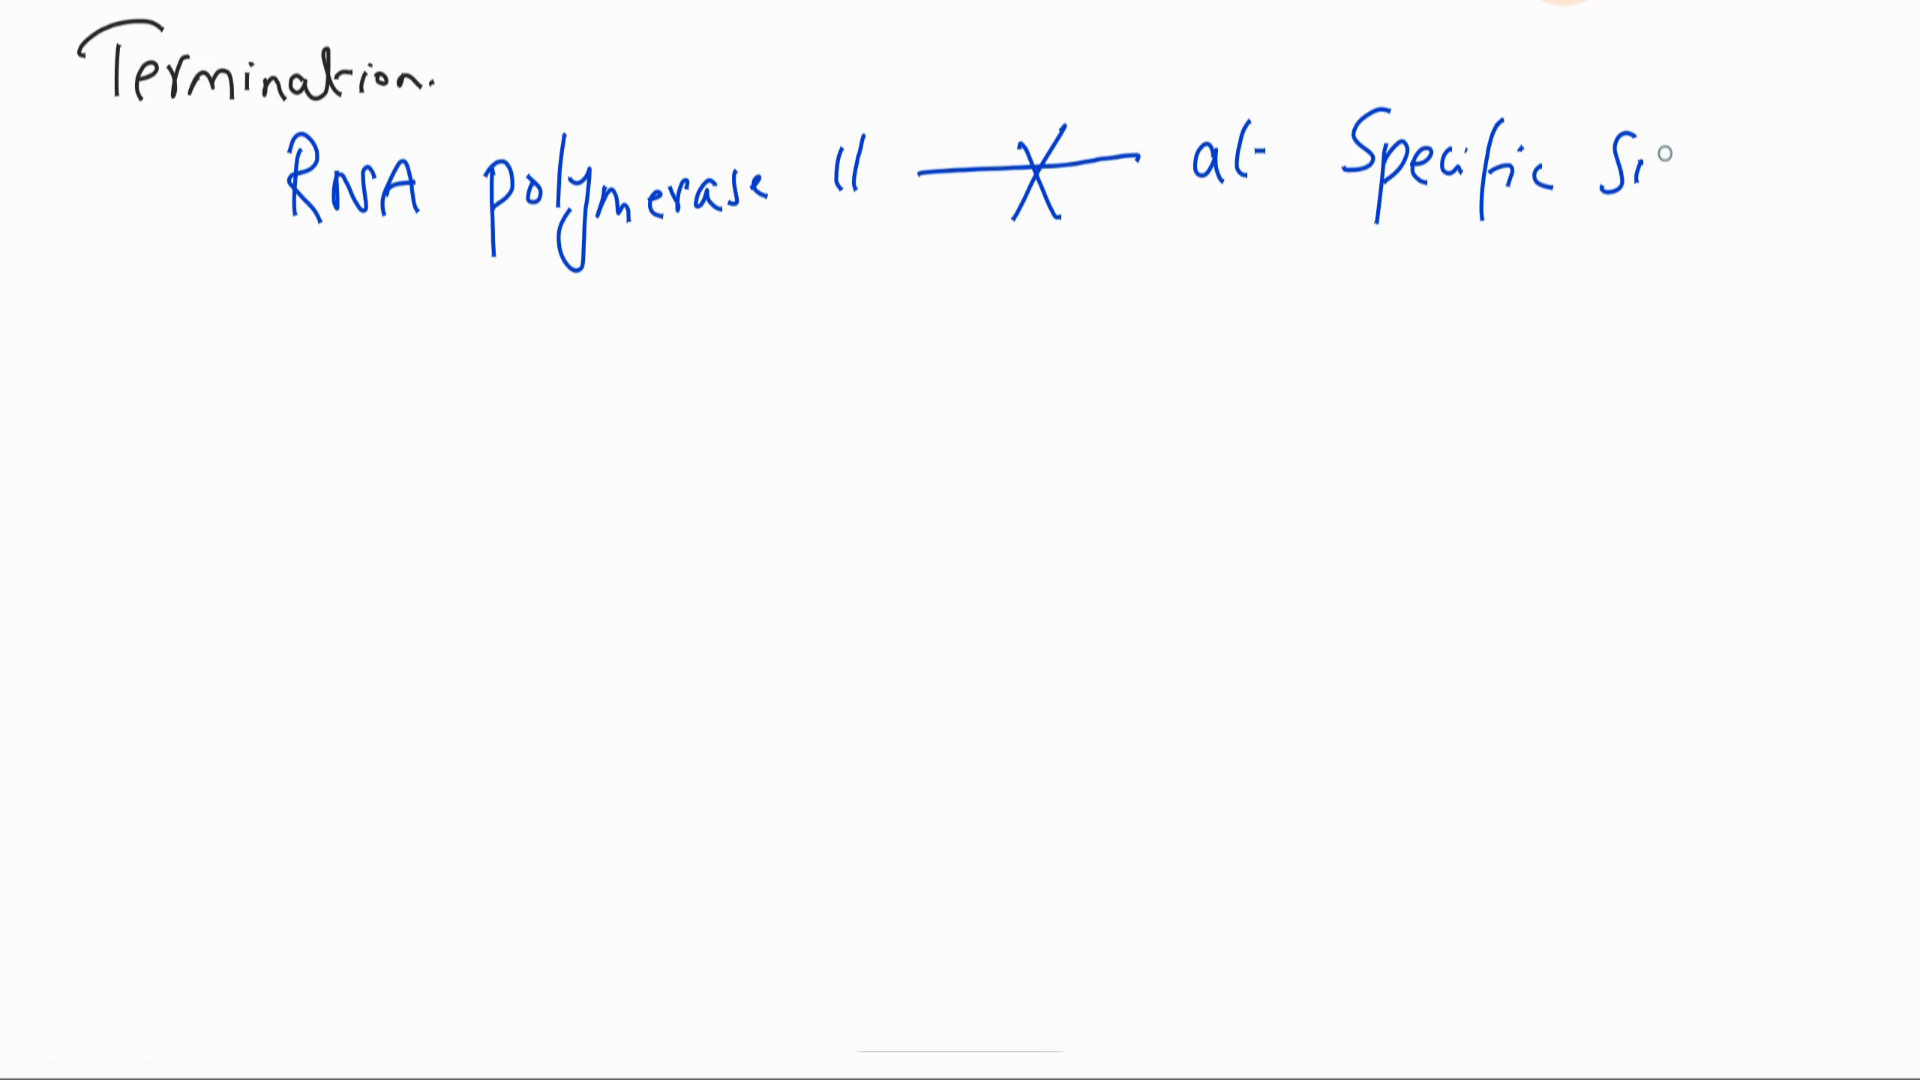 Termination.
RNA polymerase II at Specific Si